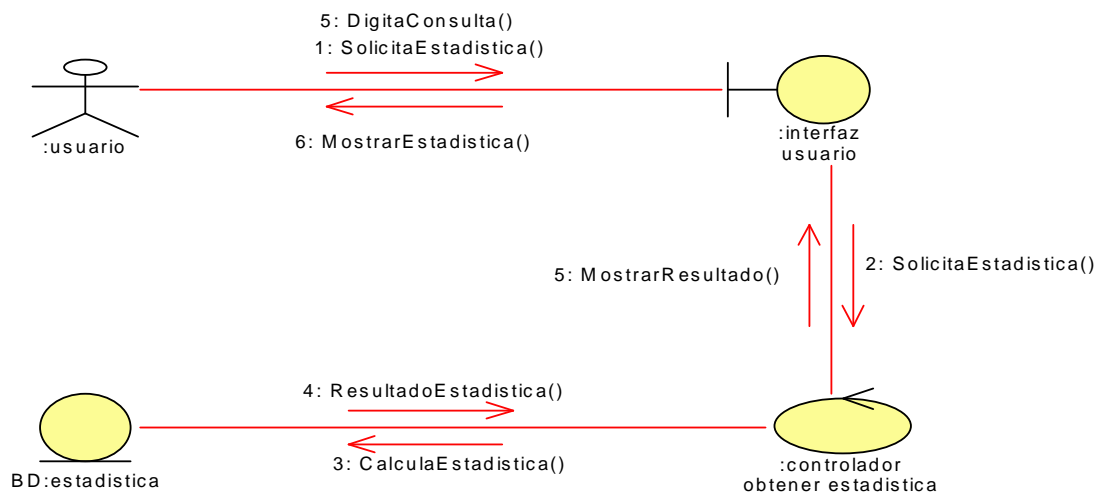 5: DigitaConsulta()
1: SolicitaEstadistica()
:usuario
6: MostrarEstadistica()
:interfaz
usuario
5: MostrarResultado()
2: SolicitaEstadistica()
4: ResultadoEstadistica()
3: CalculaEstadistica()
BD:estadistica
:controlador
obtener estadistica